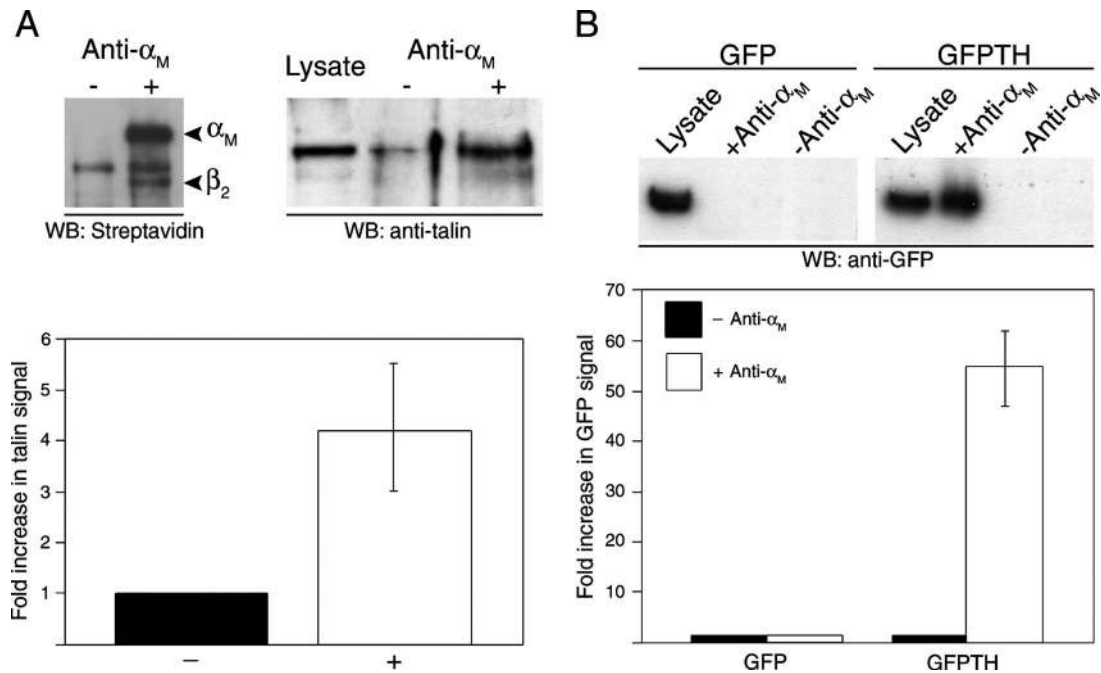 A
Anti-αM
- +
αM
β2
WB: Streptavidin
Lysate
Anti-αM
- +
WB: anti-talin
Fold increase in talin signal
6
5
4
3
2
1
– +
B
GFP
GFPTH
Lysate
+Anti-αM
-Anti-αM
Lysate
+Anti-αM
-Anti-αM
WB: anti-GFP
Fold increase in GFP signal
70
60
50
40
30
20
10
0
– Anti-αM
+ Anti-αM
GFP
GFPTH